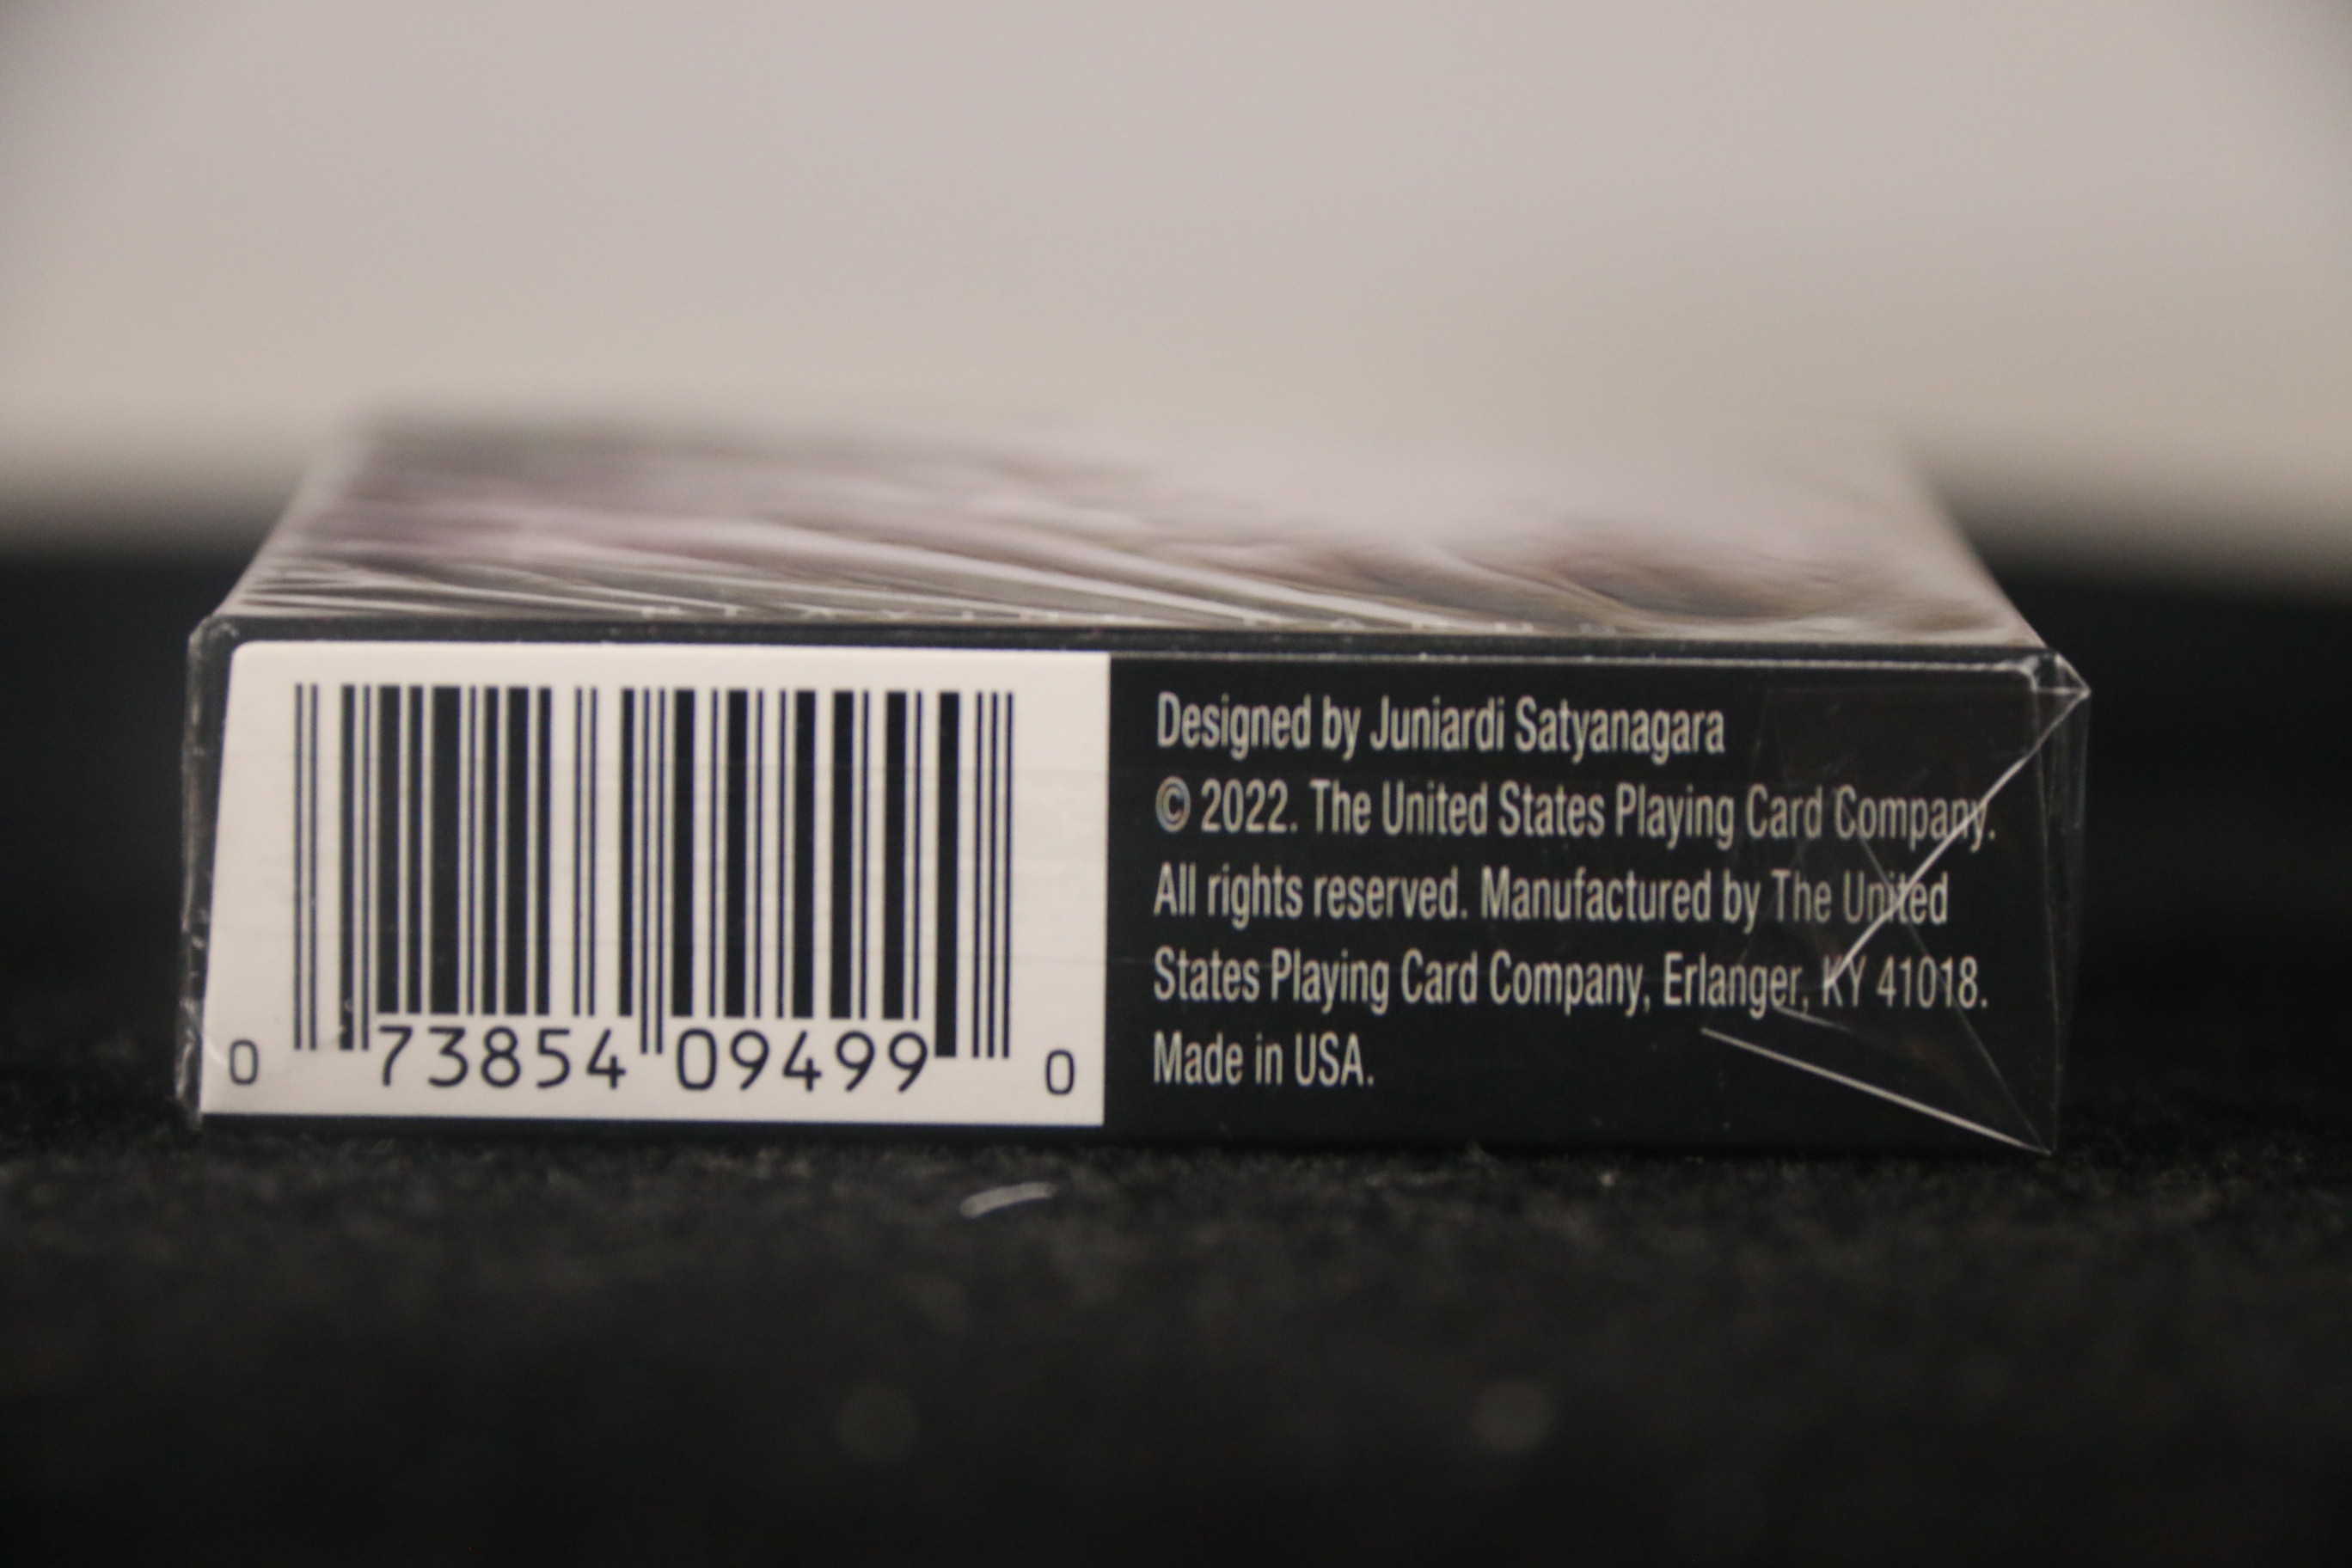 Designed by Juniardi Satyanagara
© 2022. The United States Playing Card Company.
All rights reserved. Manufactured by The United
States Playing Card Company, Erlanger, KY 41018.
Made in USA.
0 73854 09499 0